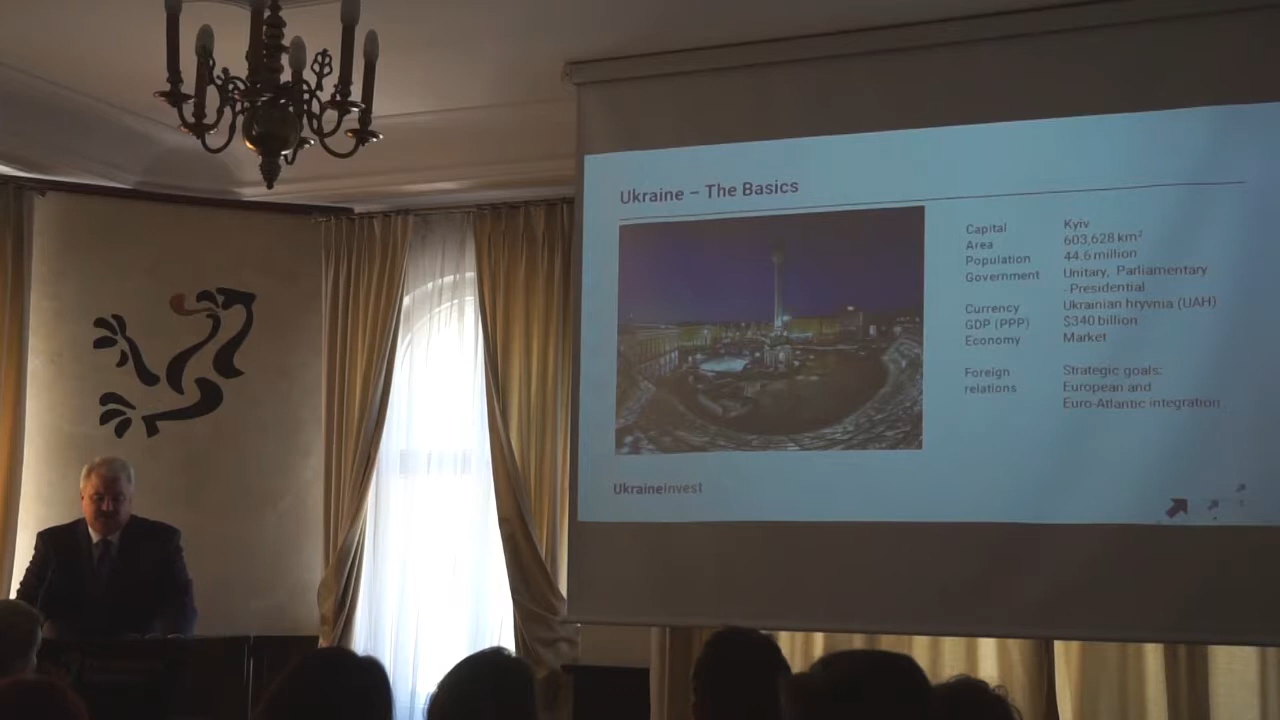 Ukraine – The Basics
Capital Kyiv
Area 603,628 km²
Population 44.6 million
Government Unitary, Parliamentary
- Presidential
Currency Ukrainian hryvnia (UAH)
GDP (PPP) $340 billion
Economy Market
Foreign Strategic goals:
relations European and
Euro-Atlantic integration
UkraineInvest